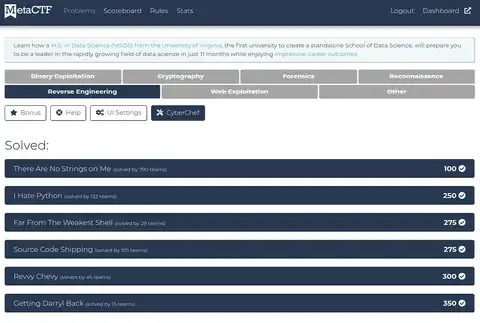 MetaCTF Problems Scoreboard Rules Stats Logout Dashboard
Learn how a M.S. in Data Science (MSDS) from the University of Virginia, the first university to create a standalone School of Data Science, will prepare you
to be a leader in the rapidly growing field of data science in just 11 months while enjoying impressive career outcomes.
Binary Exploitation Cryptography Forensics Reconnaissance
Reverse Engineering Web Exploitation Other
Bonus Help UI Settings CyberChef
Solved:
There Are No Strings on Me (solved by 790 teams) 100
I Hate Python (solved by 132 teams) 250
Far From The Weakest Shell (solved by teams) 275
Source Code Shipping (solved by 105 teams) 275
Revvy Chevy (solved by 46 teams) 300
Getting Darryl Back (solved by 15 teams) 350